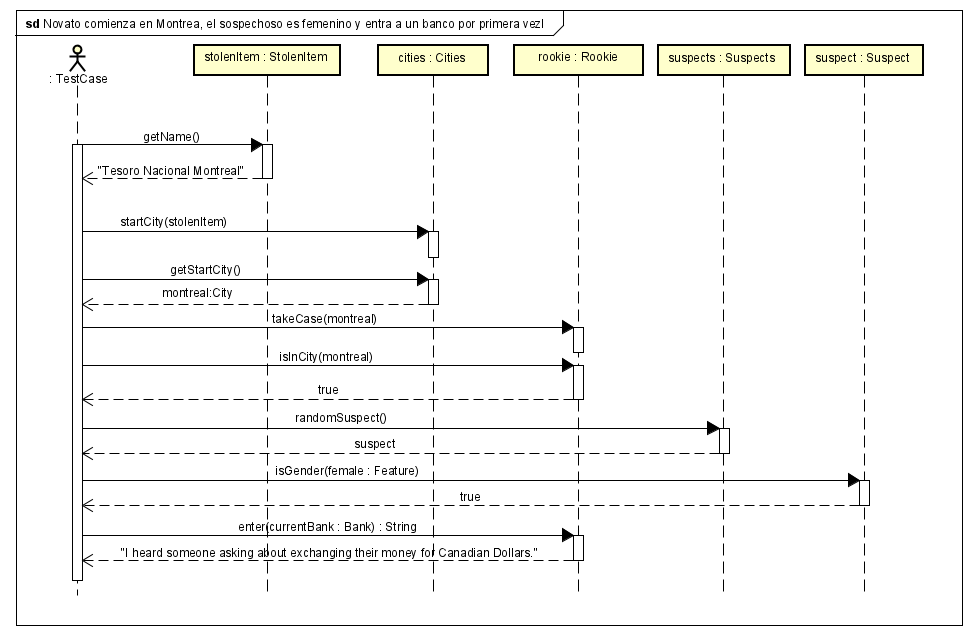 sd Novato comienza en Montrea, el sospechoso es femenino y entra a un banco por primera vezl
: TestCase
stolenItem : StolenItem
cities : Cities
rookie : Rookie
suspects : Suspects
suspect : Suspect
getName()
"Tesoro Nacional Montreal"
startCity(stolenItem)
getStartCity()
montreal:City
takeCase(montreal)
isInCity(montreal)
true
randomSuspect()
suspect
isGender(female : Feature)
true
enter(currentBank : Bank) : String
"I heard someone asking about exchanging their money for Canadian Dollars."